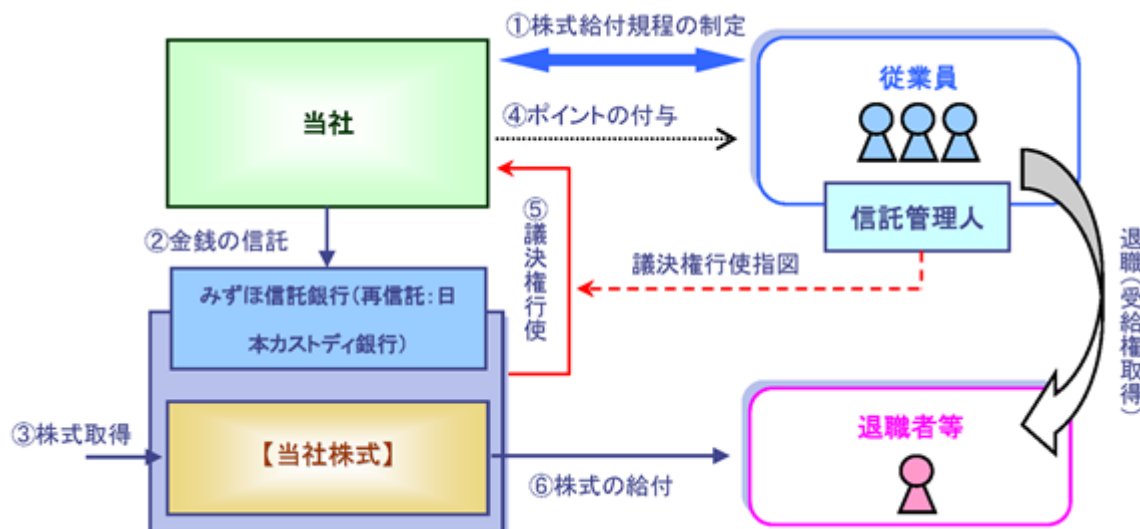 ①株式給付規程の制定
当社
従業員
④ポイントの付与
信託管理人
②金銭の信託
⑤議決権行使
議決権行使指図
退職(受給権取得)
みずほ信託銀行(再信託:日
本カストディ銀行)
③株式取得
【当社株式】
退職者等
⑥株式の給付